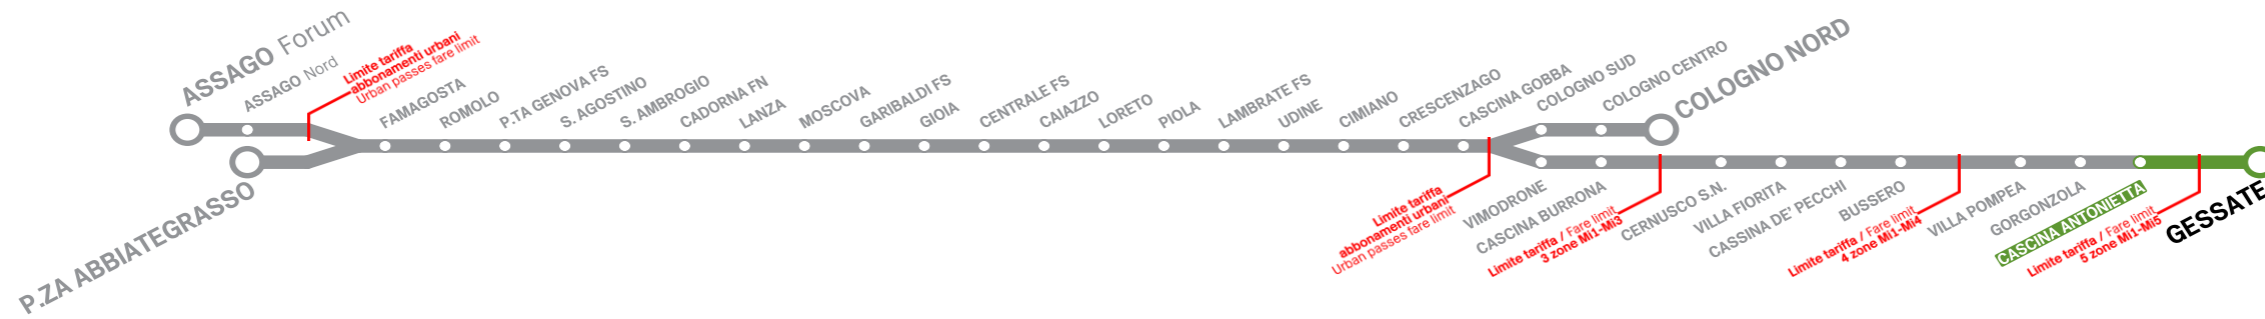 ASSAGO Forum
ASSAGO Nord
Limite tariffa
abbonamenti urbani
Urban passes fare limit
P.ZA ABBIATEGRASSO
FAMAGOSTA
ROMOLO
P.TA GENOVA FS
S. AGOSTINO
S. AMBROGIO
CADORNA FN
LANZA
MOSCOVA
GARIBALDI FS
GIOIA
CENTRALE FS
CAIAZZO
LORETO
PIOLA
LAMBRATE FS
UDINE
CIMIANO
CRESCENZAGO
CASCINA GOBBA
COLOGNO SUD
COLOGNO CENTRO
COLOGNO NORD
Limite tariffa
abbonamenti urbani
Urban passes fare limit
VIMODRONE
CASCINA BURRONA
Limite tariffa / Fare limit
3 zone Mi1-Mi3
CERNUSCO S.N.
VILLA FIORITA
CASSINA DE' PECCHI
BUSSERO
Limite tariffa / Fare limit
4 zone Mi1-Mi4
VILLA POMPEA
GORGONZOLA
CASCINA ANTONIETTA
Limite tariffa / Fare limit
5 zone Mi1-Mi5
GESSATE